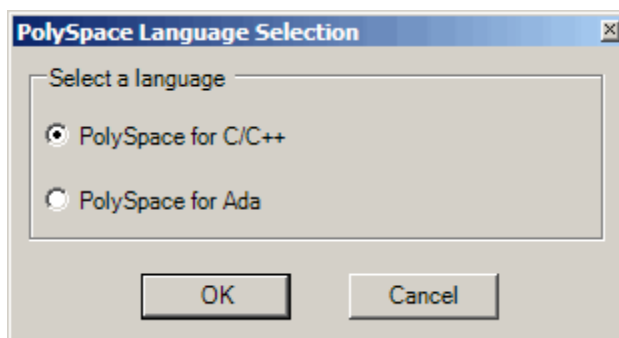 PolySpace Language Selection
Select a language
PolySpace for C/C++
PolySpace for Ada
OK Cancel